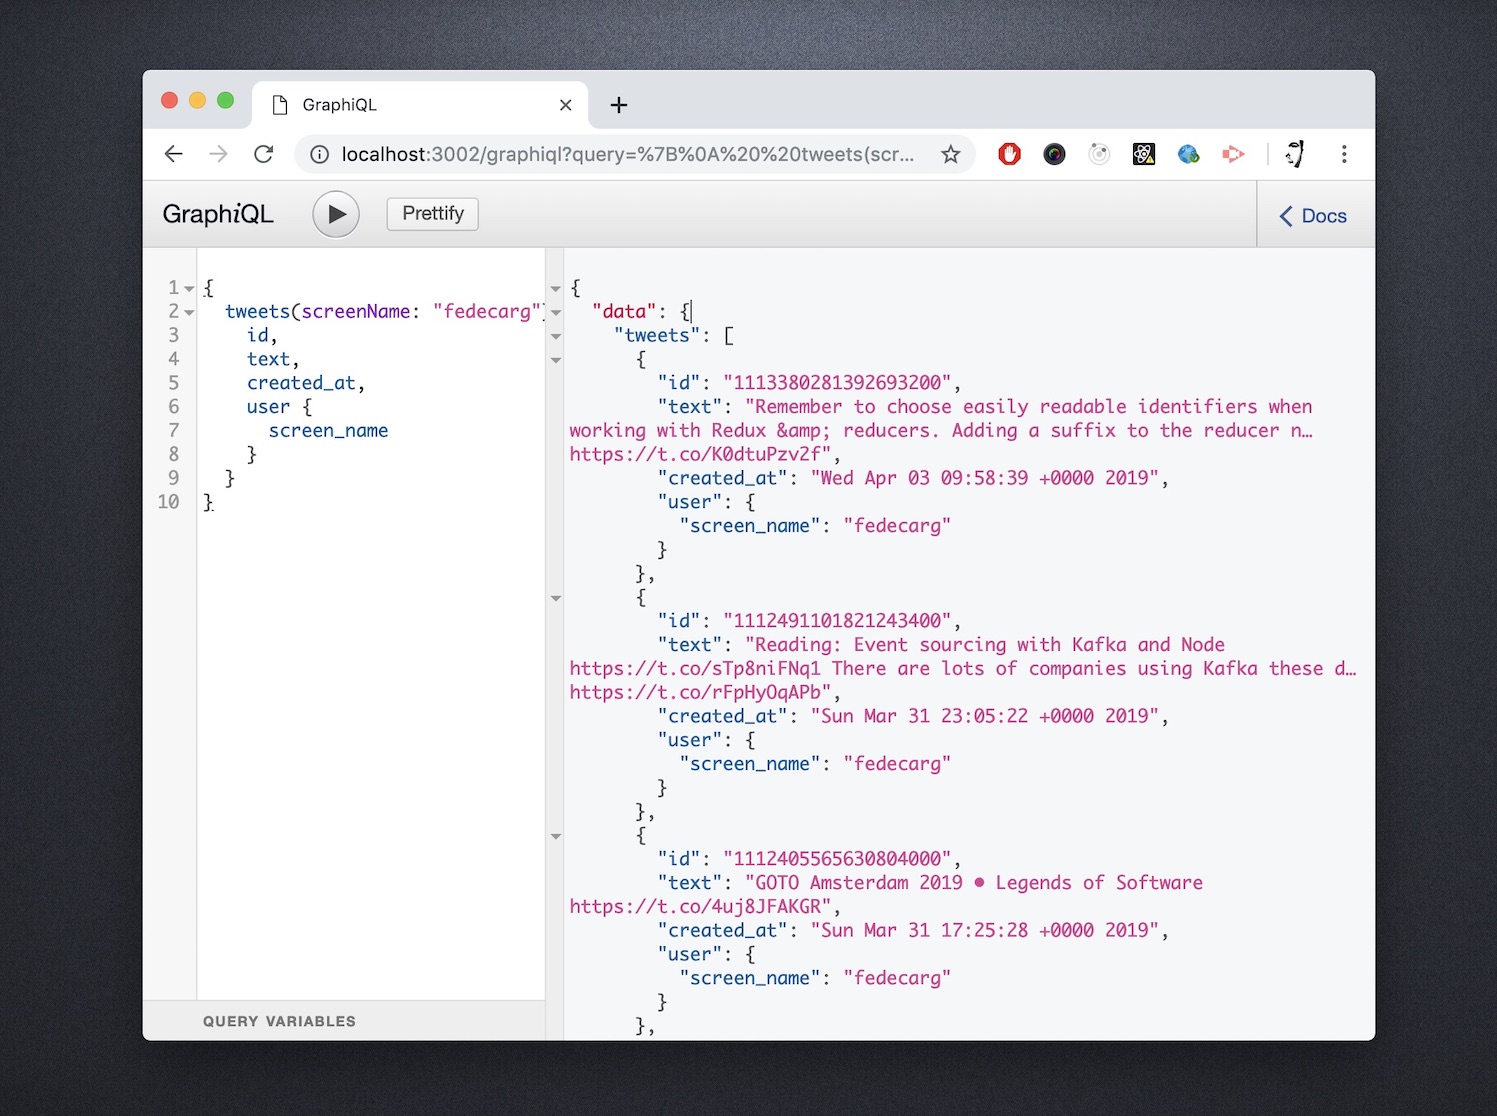 GraphiQL
localhost:3002/graphiql?query=%7B%0A%20%20tweets(scr...
GraphiQL
Prettify
Docs
1 {
2 tweets(screenName: "fedecarg"
3 id,
4 text,
5 created_at,
6 user {
7 screen_name
8 }
9 }
10 }
QUERY VARIABLES
{
"data": {
"tweets": [
{
"id": "1113380281392693200",
"text": "Remember to choose easily readable identifiers when
working with Redux &amp; reducers. Adding a suffix to the reducer n…
https://t.co/K0dtuPzv2f",
"created_at": "Wed Apr 03 09:58:39 +0000 2019",
"user": {
"screen_name": "fedecarg"
}
},
{
"id": "1112491101821243400",
"text": "Reading: Event sourcing with Kafka and Node
https://t.co/sTp8niFNq1 There are lots of companies using Kafka these d…
https://t.co/rFpHyOqAPb",
"created_at": "Sun Mar 31 23:05:22 +0000 2019",
"user": {
"screen_name": "fedecarg"
}
},
{
"id": "1112405565630804000",
"text": "GOTO Amsterdam 2019 • Legends of Software
https://t.co/4uj8JFAKGR",
"created_at": "Sun Mar 31 17:25:28 +0000 2019",
"user": {
"screen_name": "fedecarg"
}
},